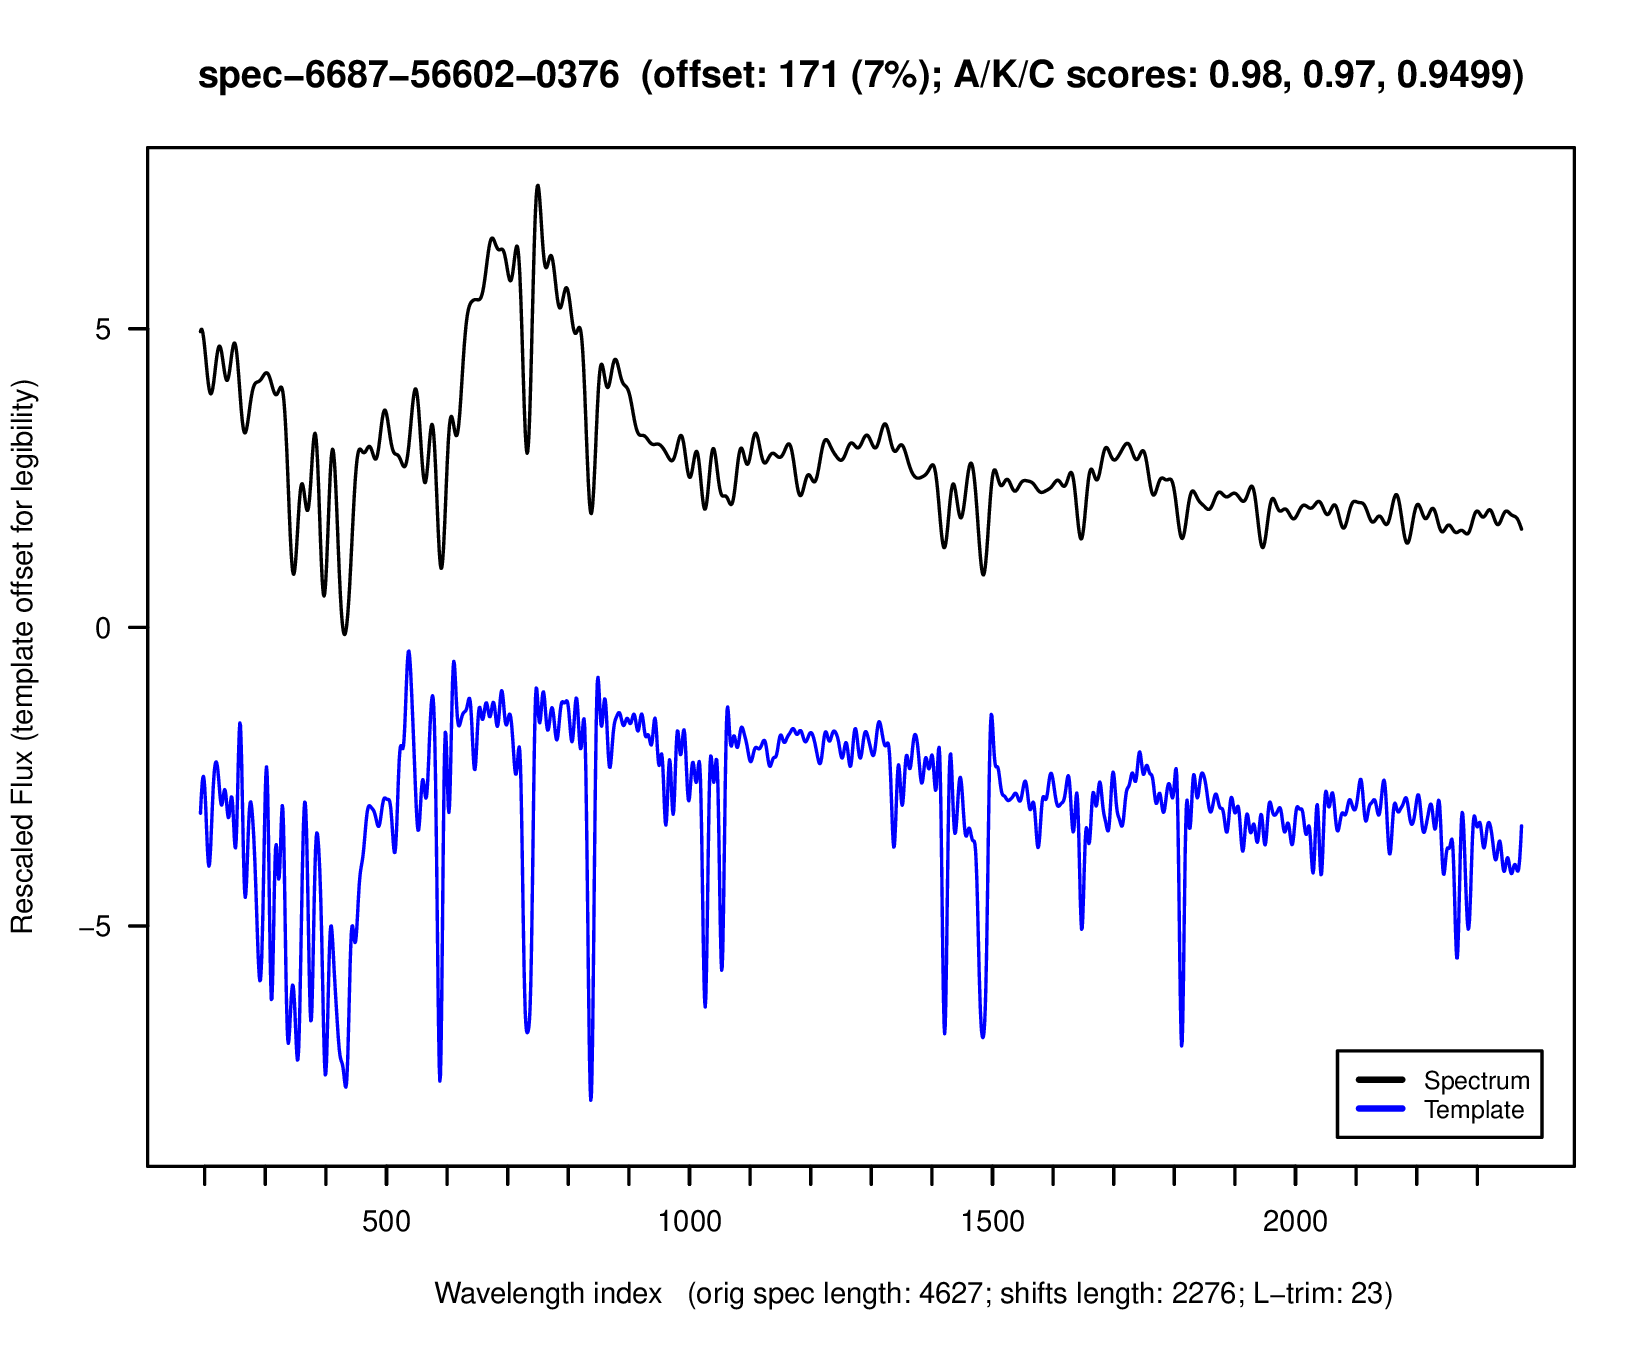 spec−6687−56602−0376 (offset: 171 (7%); A/K/C scores: 0.98, 0.97, 0.9499)
Rescaled Flux (template offset for legibility)
5
0
−5
Spectrum
Template
500 1000 1500 2000
Wavelength index (orig spec length: 4627; shifts length: 2276; L−trim: 23)